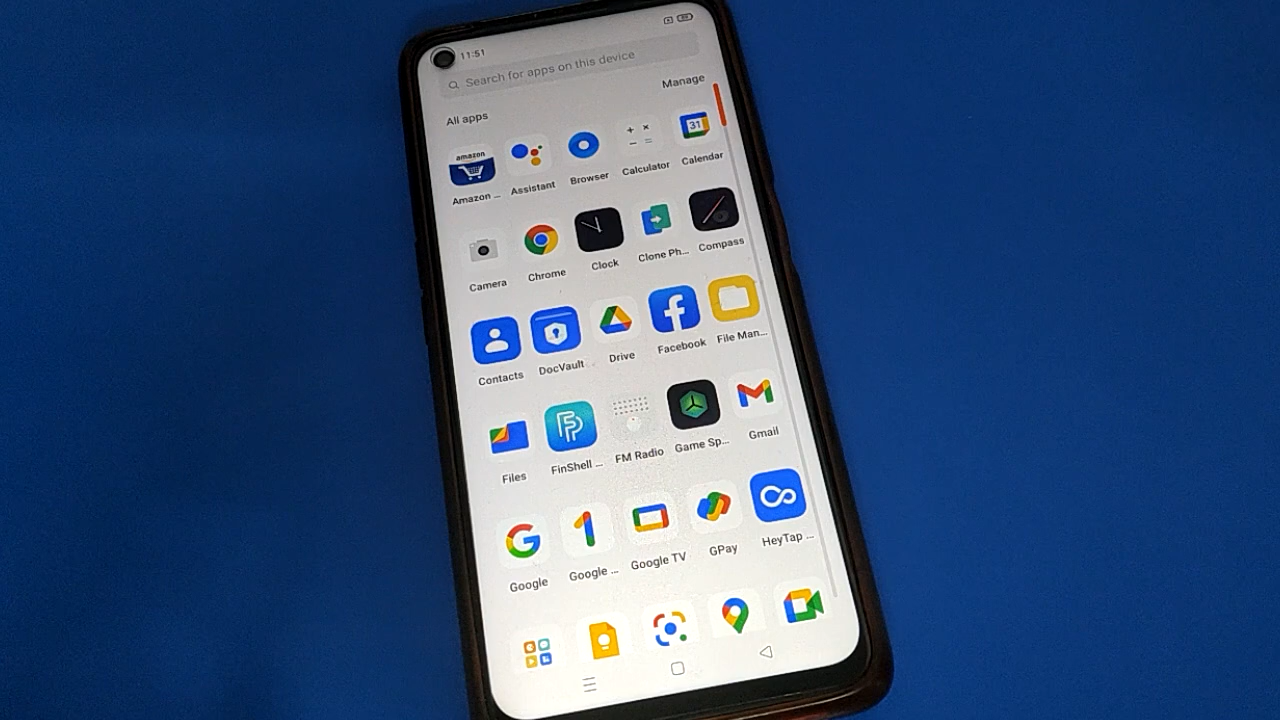 11:51
Search for apps on this device
Manage
All apps
amazon
31
Amazon ...
Assistant
Browser
Calculator
Calendar
Camera
Chrome
Clock
Clone Ph...
Compass
Contacts
DocVault
Drive
Facebook
File Man...
Files
FinShell ...
FM Radio
Game Sp...
Gmail
Google
Google ...
Google TV
GPay
HeyTap ...